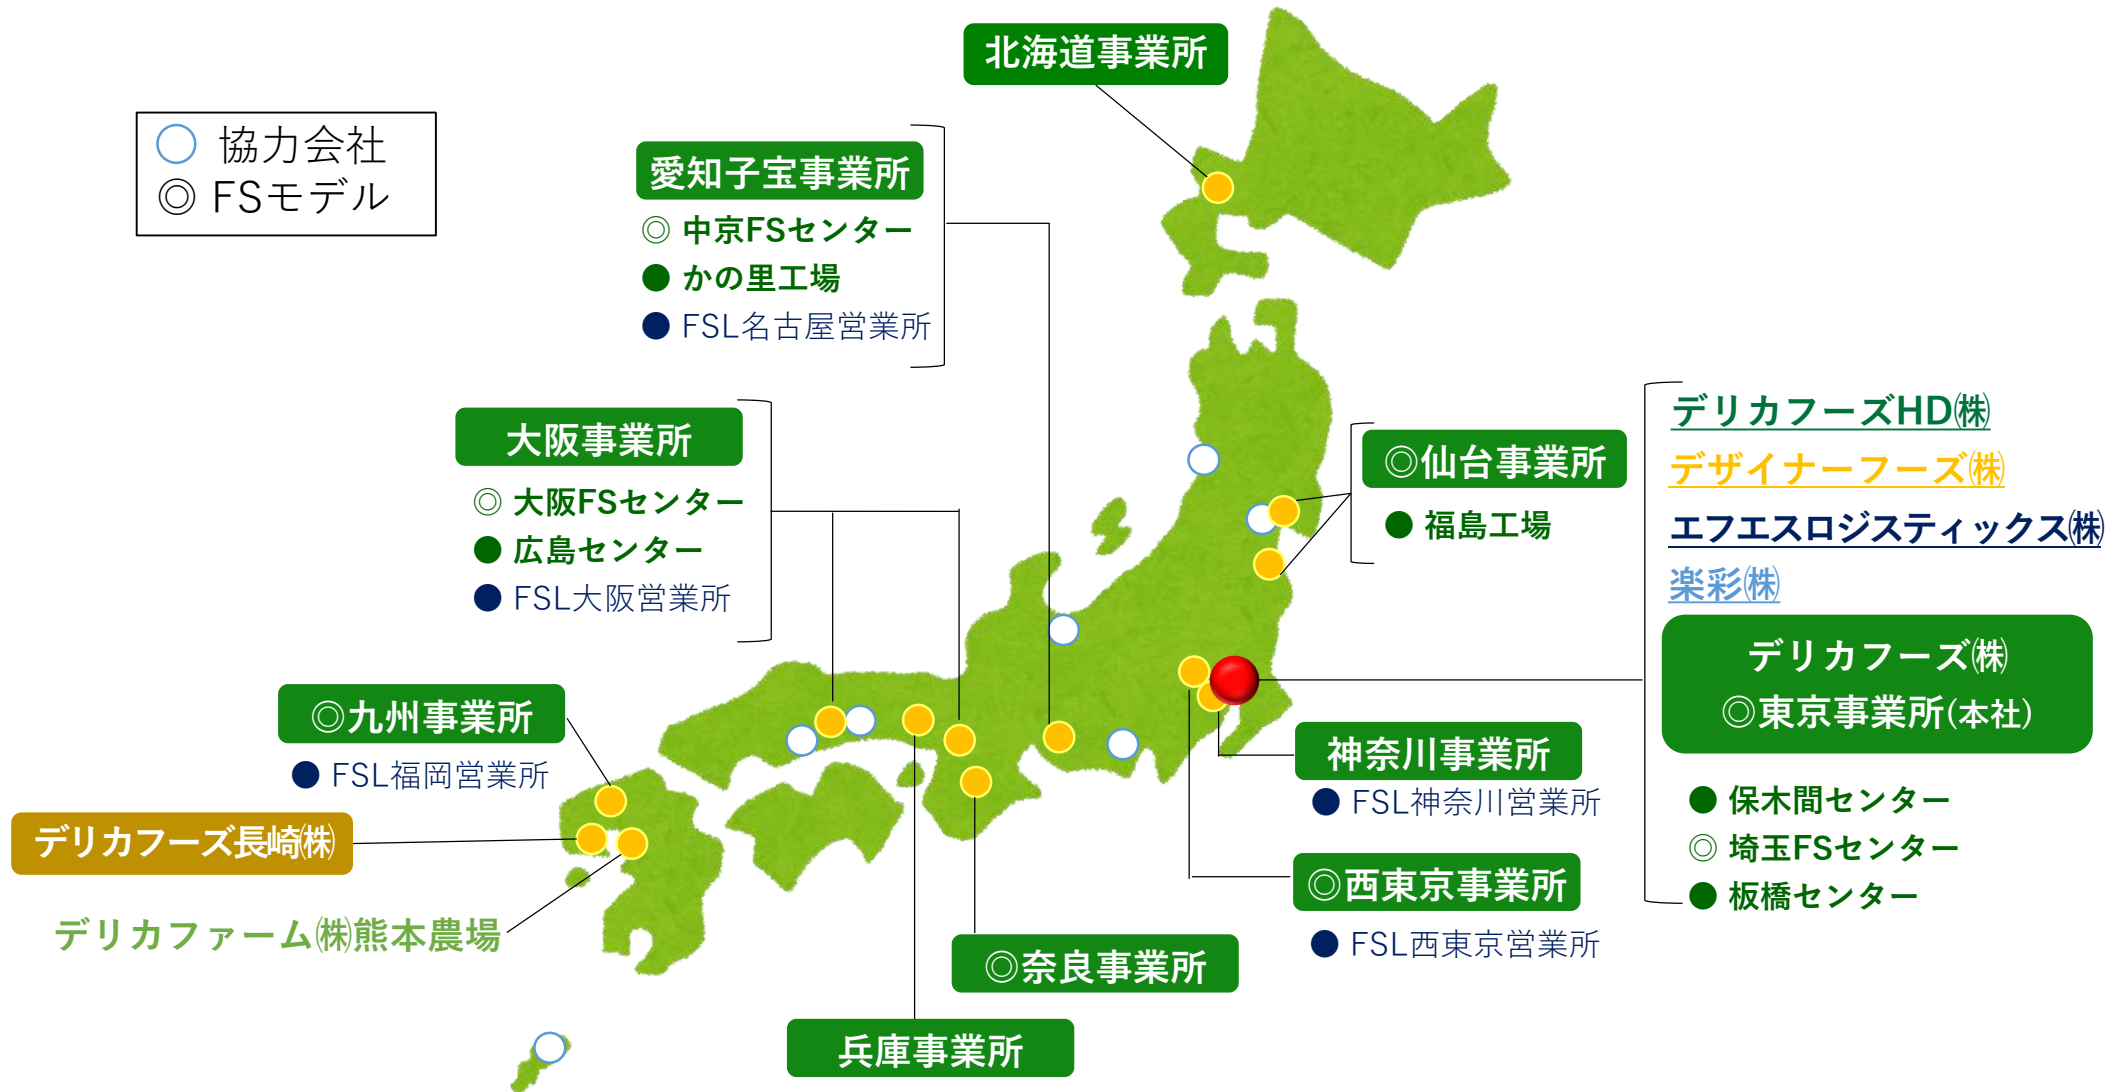 北海道事業所
○ 協力会社
◎ FSモデル
愛知子宝事業所
◎ 中京FSセンター
● かの里工場
● FSL名古屋営業所
大阪事業所
◎ 大阪FSセンター
● 広島センター
● FSL大阪営業所
◎仙台事業所
● 福島工場
デリカフーズHD㈱
デザイナーフーズ㈱
エフエスロジスティックス㈱
楽彩㈱
デリカフーズ㈱
◎東京事業所(本社)
● 保木間センター
◎ 埼玉FSセンター
● 板橋センター
◎九州事業所
● FSL福岡営業所
デリカフーズ長崎㈱
デリカファーム㈱熊本農場
神奈川事業所
● FSL神奈川営業所
◎西東京事業所
● FSL西東京営業所
◎奈良事業所
兵庫事業所